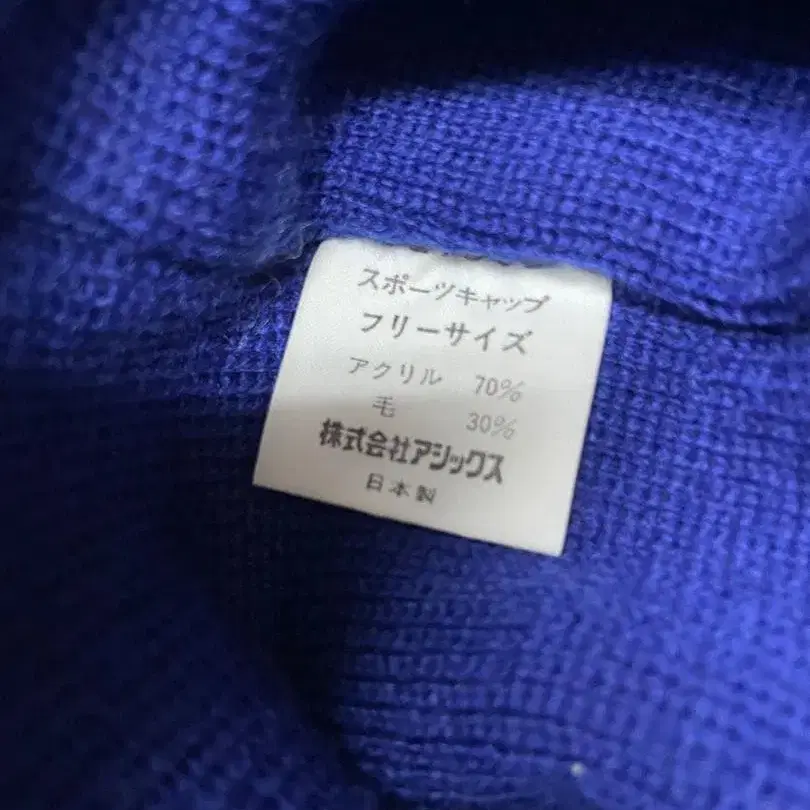 スポーツキャップ
フリーサイズ
アクリル 70%
毛 30%
株式会社アシックス
日本製